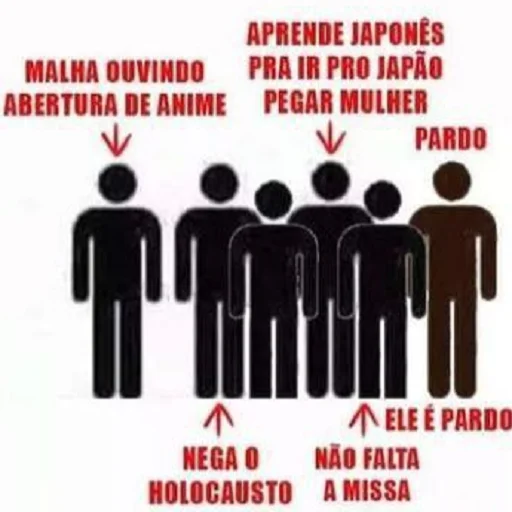 MALHA OUVINDO
ABERTURA DE ANIME
APRENDE JAPONÊS
PRA IR PRO JAPÃO
PEGAR MULHER
PARDO
NEGA O
HOLOCAUSTO
NÃO FALTA
A MISSA
ELE É PARDO